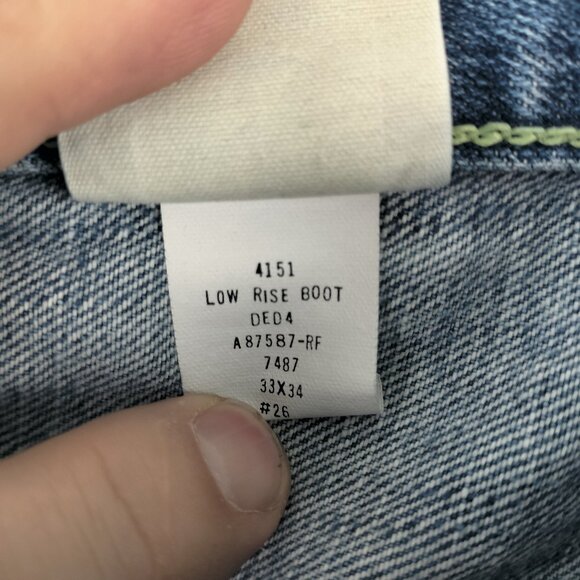 4151
LOW RISE BOOT
DED4
A87587-RF
7487
33X34
#26